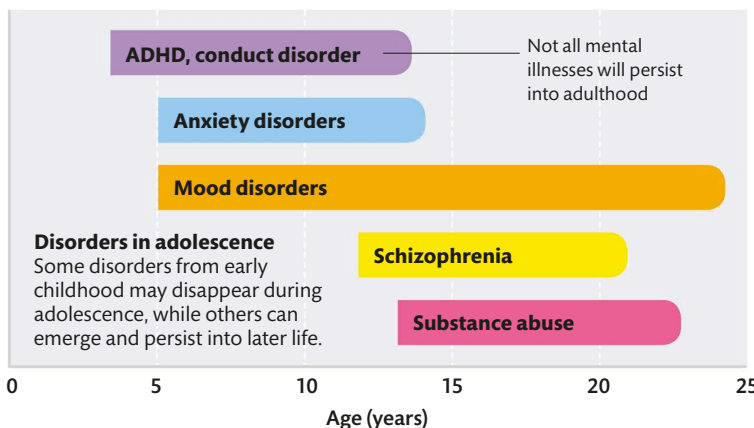 ADHD, conduct disorder
Not all mental
illnesses will persist
into adulthood
Anxiety disorders
Mood disorders
Disorders in adolescence
Some disorders from early
childhood may disappear during
adolescence, while others can
emerge and persist into later life.
Schizophrenia
Substance abuse
0 5 10 15 20 25
Age (years)